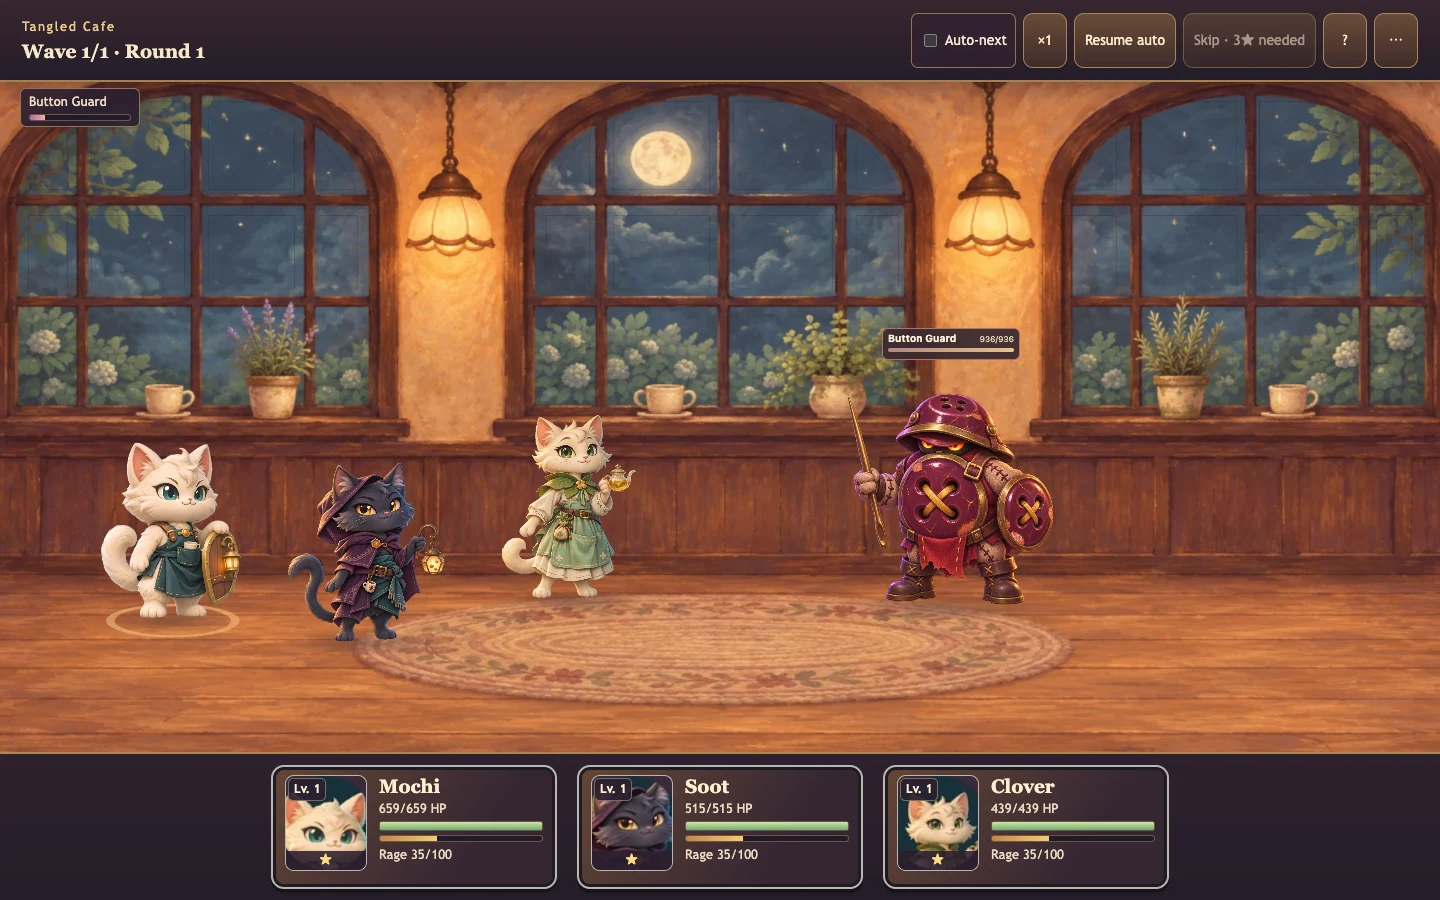 Tangled Cafe
Wave 1/1 · Round 1
Auto-next
×1
Resume auto
Skip · 3★ needed
?
...
Button Guard
Button Guard 936/936
Lv. 1
Mochi
659/659 HP
Rage 35/100
Lv. 1
Soot
515/515 HP
Rage 35/100
Lv. 1
Clover
439/439 HP
Rage 35/100